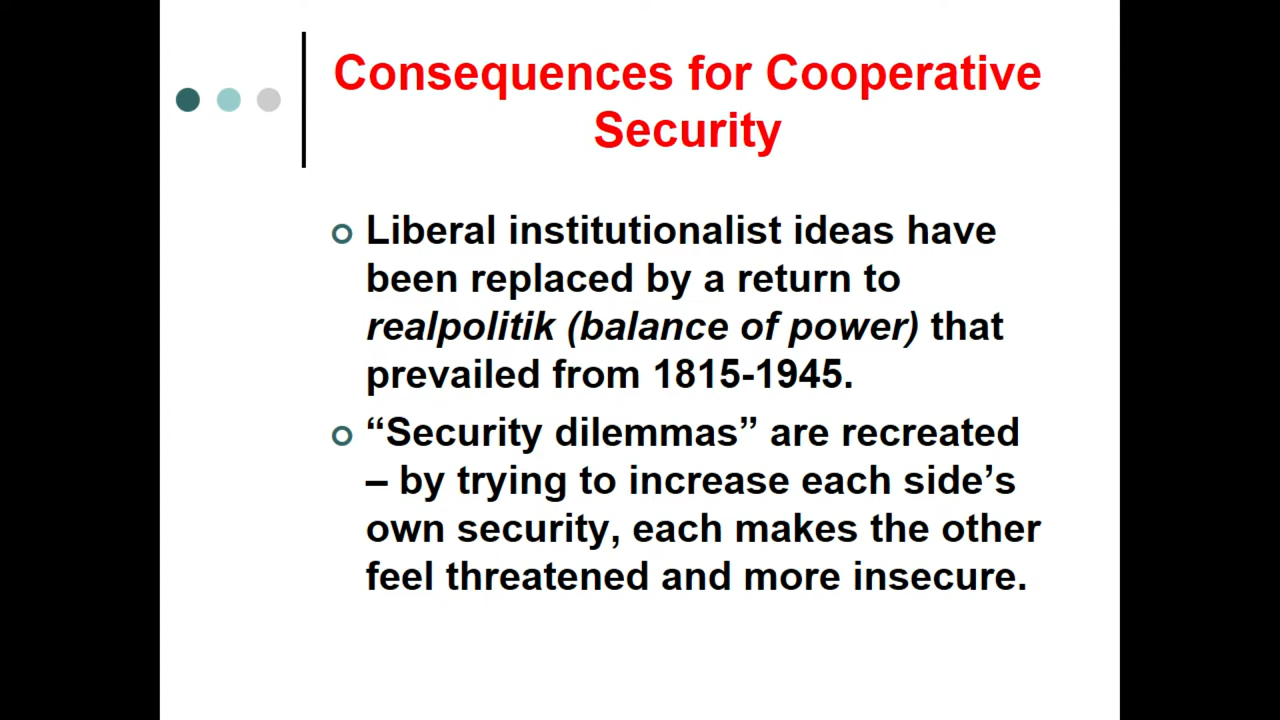 Consequences for Cooperative
Security
Liberal institutionalist ideas have
been replaced by a return to
realpolitik (balance of power) that
prevailed from 1815-1945.
“Security dilemmas” are recreated
– by trying to increase each side’s
own security, each makes the other
feel threatened and more insecure.